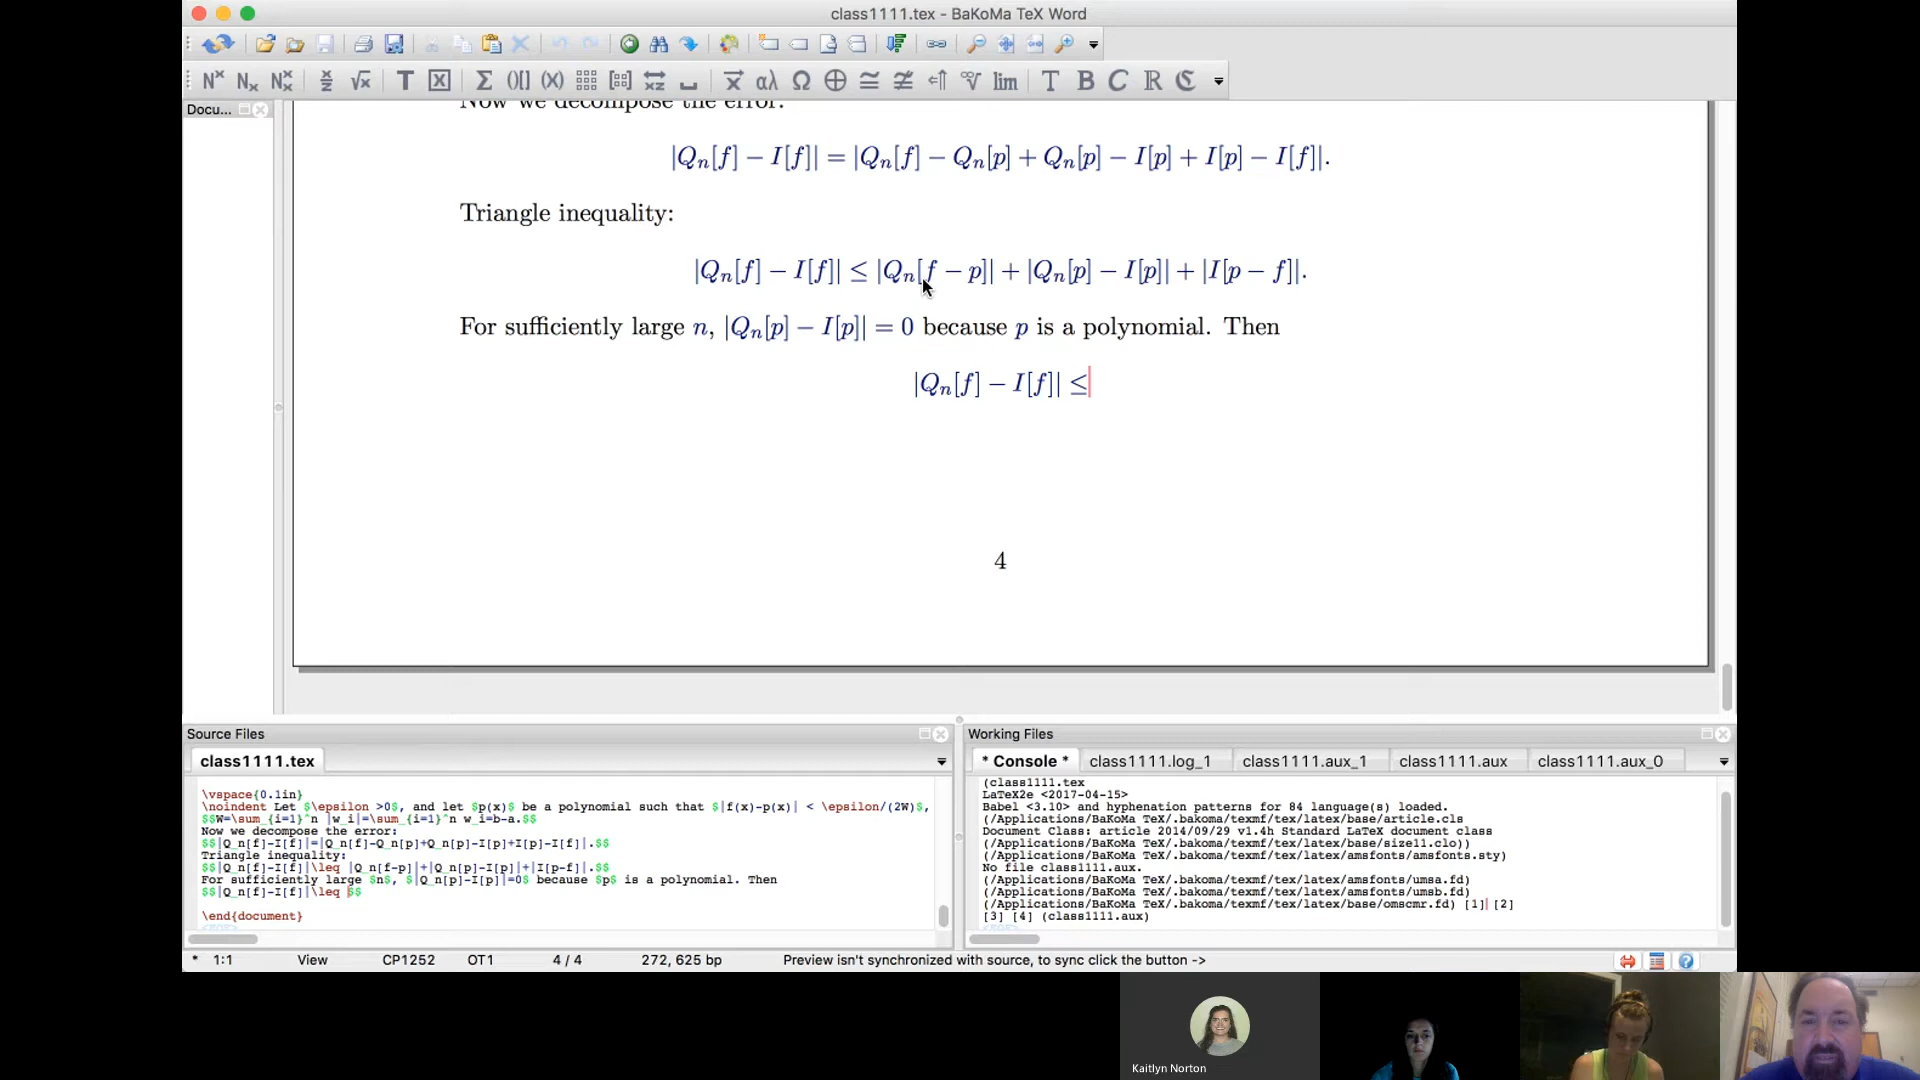 class1111.tex - BaKoMa TeX Word
Docu...
Now we decompose the error:
|Qn[f] − I[f]| = |Qn[f] − Qn[p] + Qn[p] − I[p] + I[p] − I[f]|.
Triangle inequality:
|Qn[f] − I[f]| ≤ |Qn[f − p]| + |Qn[p] − I[p]| + |I[p − f]|.
For sufficiently large n, |Qn[p] − I[p]| = 0 because p is a polynomial. Then
|Qn[f] − I[f]| ≤
4
Source Files
class1111.tex
\vspace{0.1in}
\noindent Let $\epsilon >0$, and let $p(x)$ be a polynomial such that $|f(x)-p(x)| < \epsilon/(2W)$,
$$W=\sum_{i=1}^n |w_i|=\sum_{i=1}^n w_i=b-a.$$
Now we decompose the error:
$$|Q_n[f]-I[f]|=|Q_n[f]-Q_n[p]+Q_n[p]-I[p]+I[p]-I[f]|.$$
Triangle inequality:
$$|Q_n[f]-I[f]|\leq |Q_n[f-p]|+|Q_n[p]-I[p]|+|I[p-f]|.$$
For sufficiently large $n$, $|Q_n[p]-I[p]|=0$ because $p$ is a polynomial. Then
$$|Q_n[f]-I[f]|\leq $$
\end{document}
Working Files
* Console *
class1111.log_1
class1111.aux_1
class1111.aux
class1111.aux_0
(class1111.tex
LaTeX2e <2017-04-15>
Babel <3.10> and hyphenation patterns for 84 language(s) loaded.
(/Applications/BaKoMa TeX/.bakoma/texmf/tex/latex/base/article.cls
Document Class: article 2014/09/29 v1.4h Standard LaTeX document class
(/Applications/BaKoMa TeX/.bakoma/texmf/tex/latex/base/size11.clo))
(/Applications/BaKoMa TeX/.bakoma/texmf/tex/latex/amsfonts/amsfonts.sty)
No file class1111.aux.
(/Applications/BaKoMa TeX/.bakoma/texmf/tex/latex/amsfonts/umsa.fd)
(/Applications/BaKoMa TeX/.bakoma/texmf/tex/latex/amsfonts/umsb.fd)
(/Applications/BaKoMa TeX/.bakoma/texmf/tex/latex/base/omscmr.fd) [1] [2]
[3] [4] (class1111.aux)
* 1:1 View CP1252 OT1 4 / 4 272, 625 bp Preview isn't synchronized with source, to sync click the button ->
Kaitlyn Norton